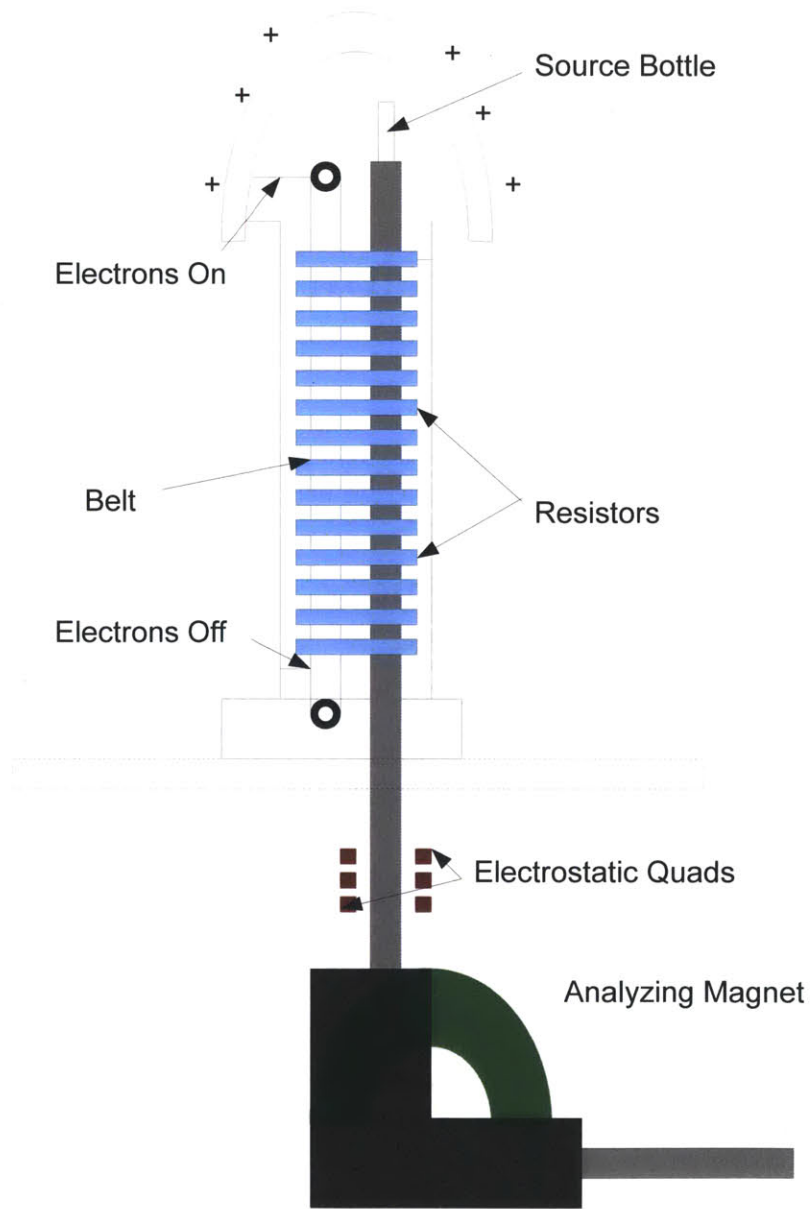 Source Bottle
Electrons On
Belt
Resistors
Electrons Off
Electrostatic Quads
Analyzing Magnet